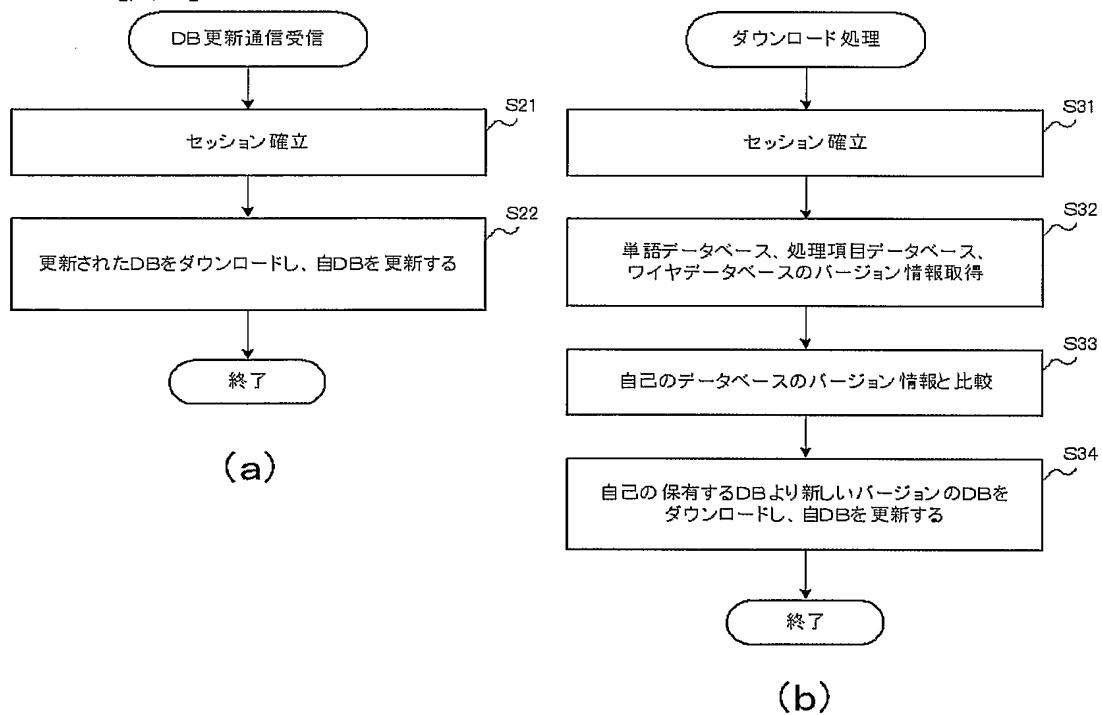 DB更新通信受信
S21
セッション確立
S22
更新されたDBをダウンロードし、自DBを更新する
終了
(a)
ダウンロード処理
S31
セッション確立
S32
単語データベース、処理項目データベース、
ワイヤデータベースのバージョン情報取得
S33
自己のデータベースのバージョン情報と比較
S34
自己の保有するDBより新しいバージョンのDBを
ダウンロードし、自DBを更新する
終了
(b)